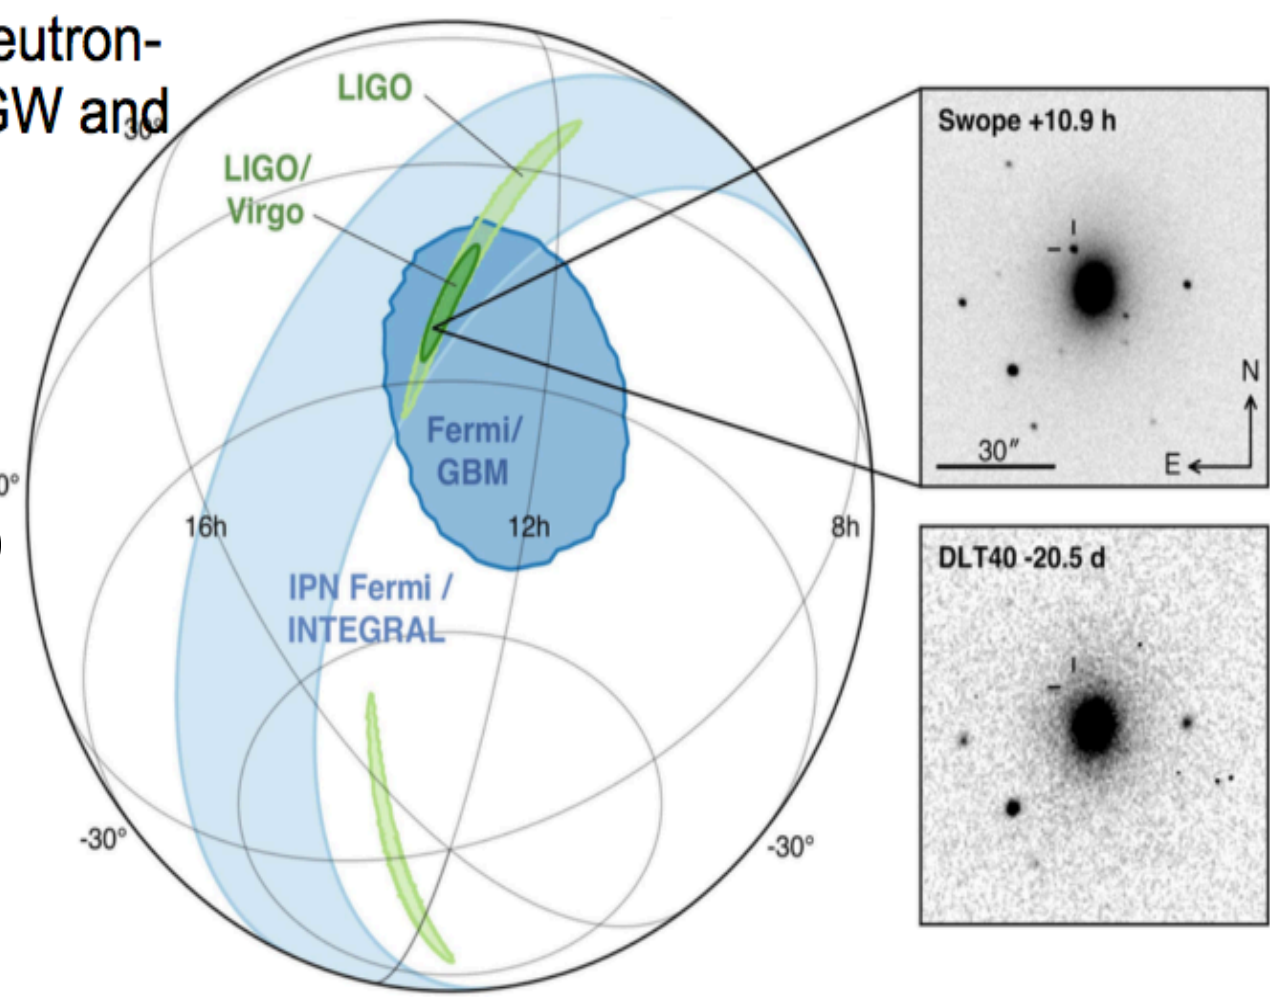 eutron-
GW and
30°
LIGO
LIGO/
Virgo
Fermi/
GBM
0°
16h
12h
8h
IPN Fermi /
INTEGRAL
-30°
-30°
Swope +10.9 h
30″
N
E
DLT40 -20.5 d